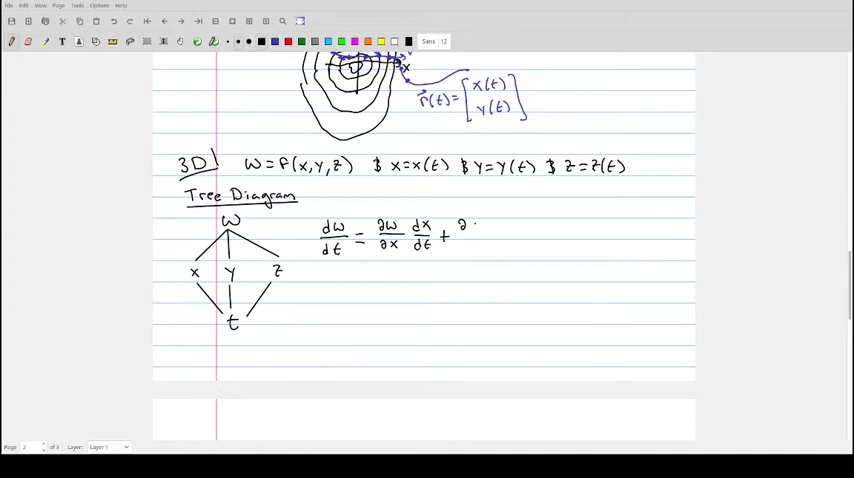 File Edit View Page Tools Options Help
Sans 12
x
r(t) = [x(t)
y(t)]
3D! W=f(x,y,z) & x=x(t) & y=y(t) & z=z(t)
Tree Diagram
W
x y z
t
dw/dt = ∂w/∂x dx/dt + ∂
Page 2 of 3 Layer: Layer 1